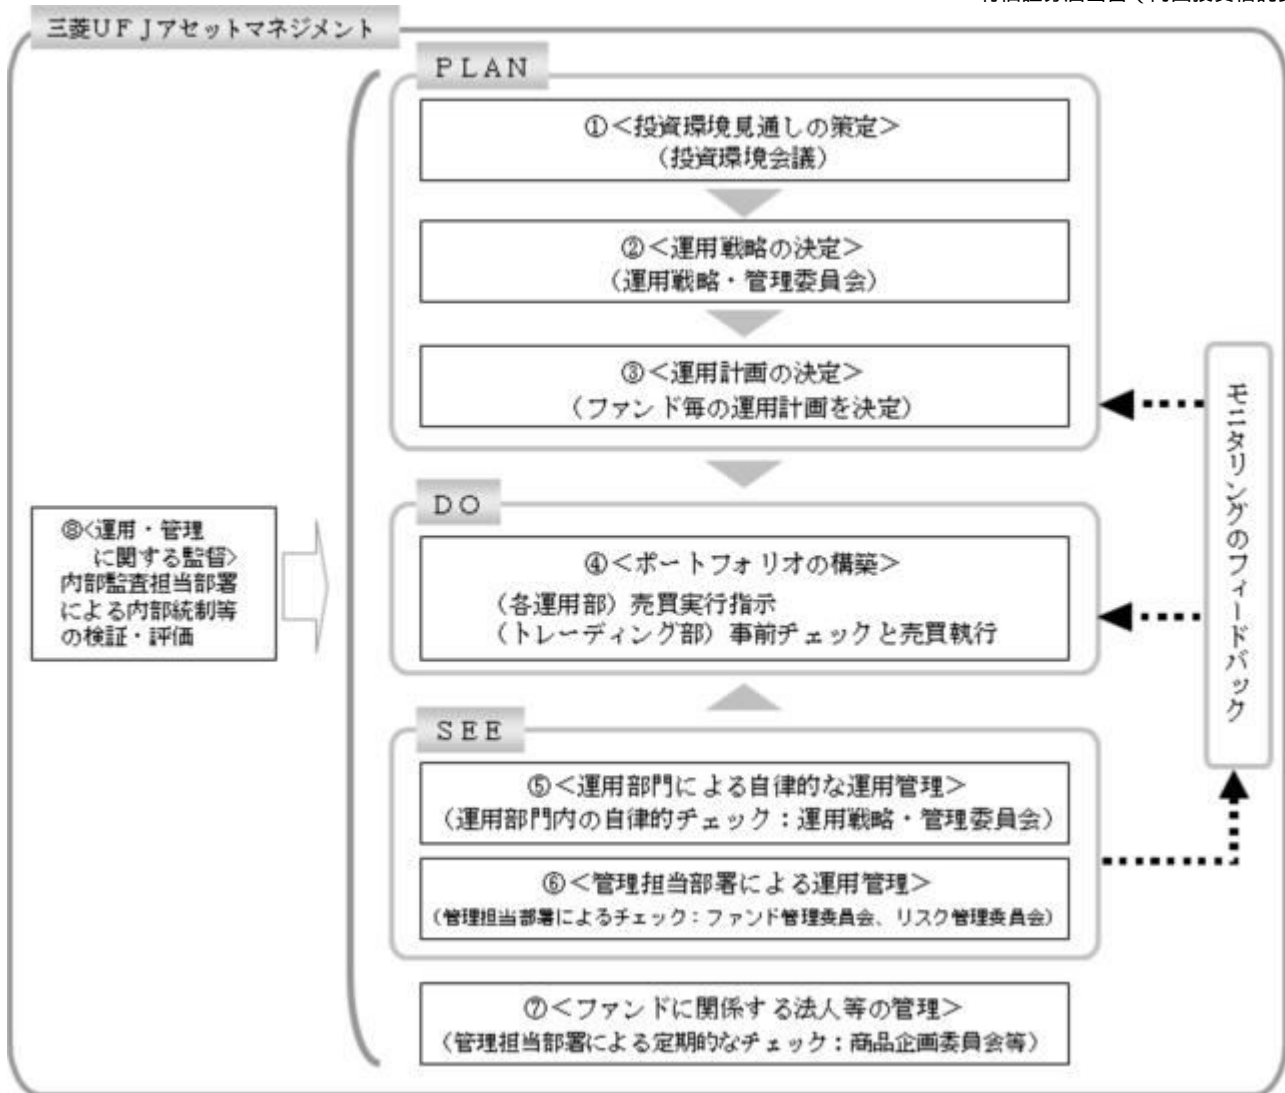 三菱UFJアセットマネジメント
PLAN
①<投資環境見通しの策定>
（投資環境会議）
②<運用戦略の決定>
（運用戦略・管理委員会）
③<運用計画の決定>
（ファンド毎の運用計画を決定）
DO
④<ポートフォリオの構築>
（各運用部）売買実行指示
（トレーディング部）事前チェックと売買執行
SEE
⑤<運用部門による自律的な運用管理>
（運用部門内の自律的チェック：運用戦略・管理委員会）
⑥<管理担当部署による運用管理>
（管理担当部署によるチェック：ファンド管理委員会、リスク管理委員会）
⑦<ファンドに関係する法人等の管理>
（管理担当部署による定期的なチェック：商品企画委員会等）
⑧<運用・管理
に関する監督>
内部監査担当部署
による内部統制等
の検証・評価
モニタリングのフィードバック